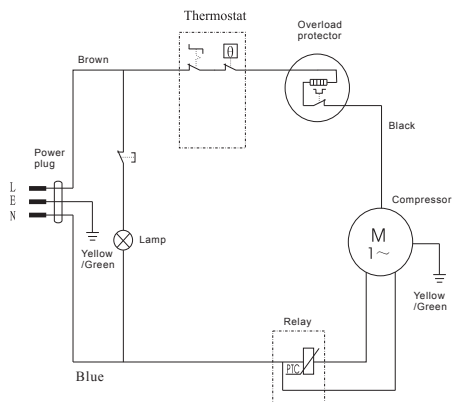 Thermostat
Overload
protector
Brown
θ
Black
Power
plug
L
E
N
Compressor
M
1~
Lamp
Yellow
/Green
Yellow
/Green
Relay
PTC
Blue